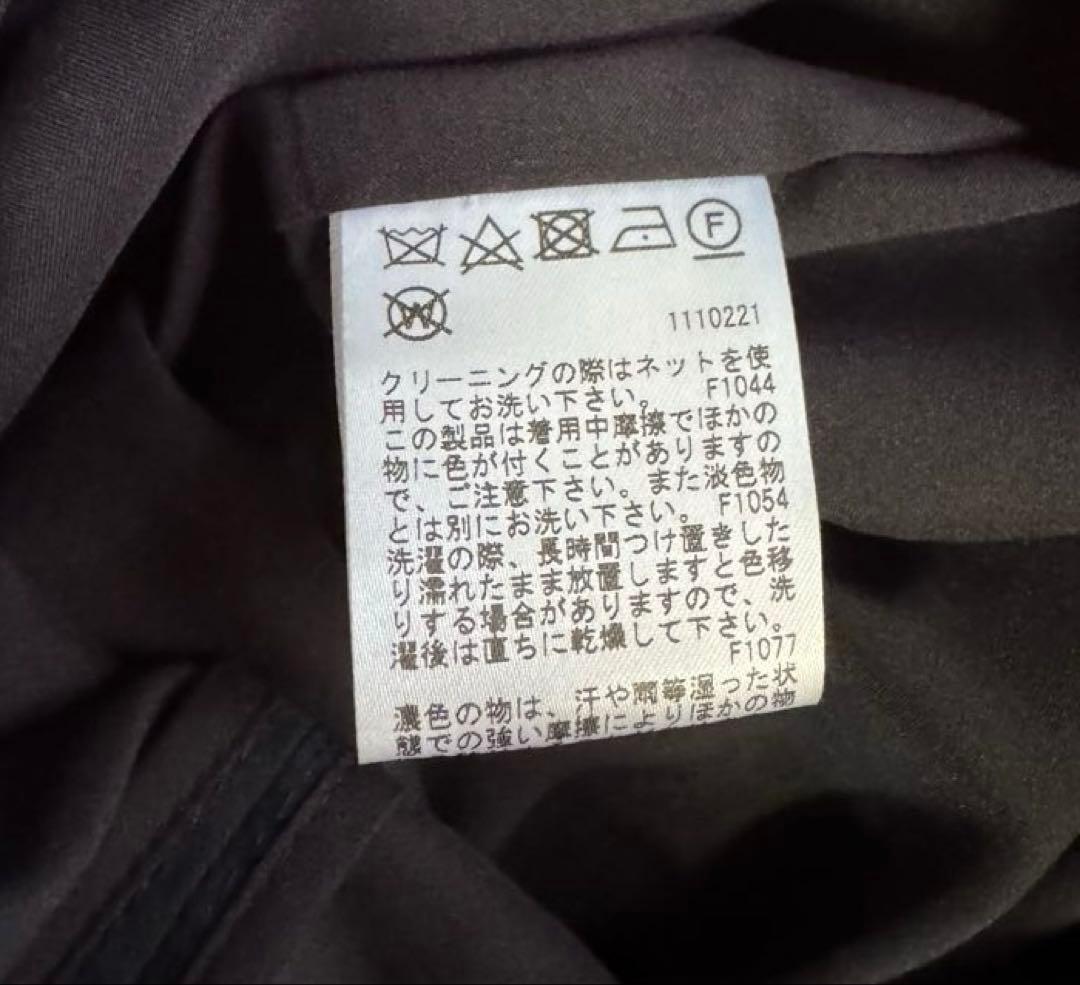 F
W
1110221
クリーニングの際はネットを使
用してお洗い下さい。 F1044
この製品は着用中摩擦でほかの
物に色が付くことがありますの
で、ご注意下さい。また淡色物
とは別にお洗い下さい。 F1054
洗濯の際、長時間つけ置きした
り濡れたまま放置しますと色移
りする場合がありますので、洗
濯後は直ちに乾燥して下さい。
F1077
濃色の物は、汗や雨等湿った状
態での強い摩擦によりほかの物